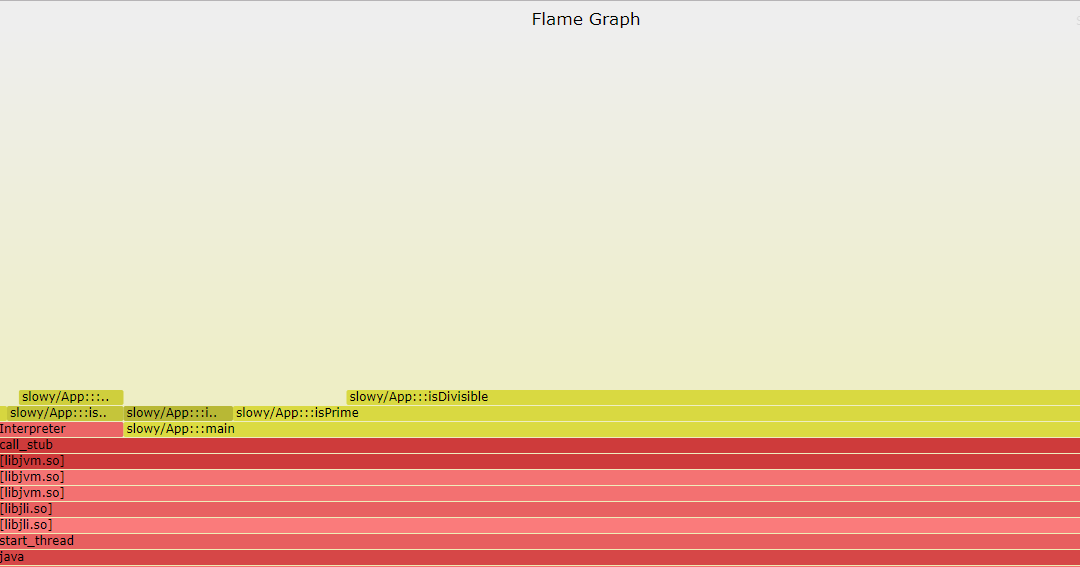 Flame Graph
slowy/App:::.. slowy/App:::isDivisible
slowy/App:::is.. slowy/App:::i.. slowy/App:::isPrime
Interpreter slowy/App:::main
call_stub
[libjvm.so]
[libjvm.so]
[libjvm.so]
[libjli.so]
[libjli.so]
start_thread
java